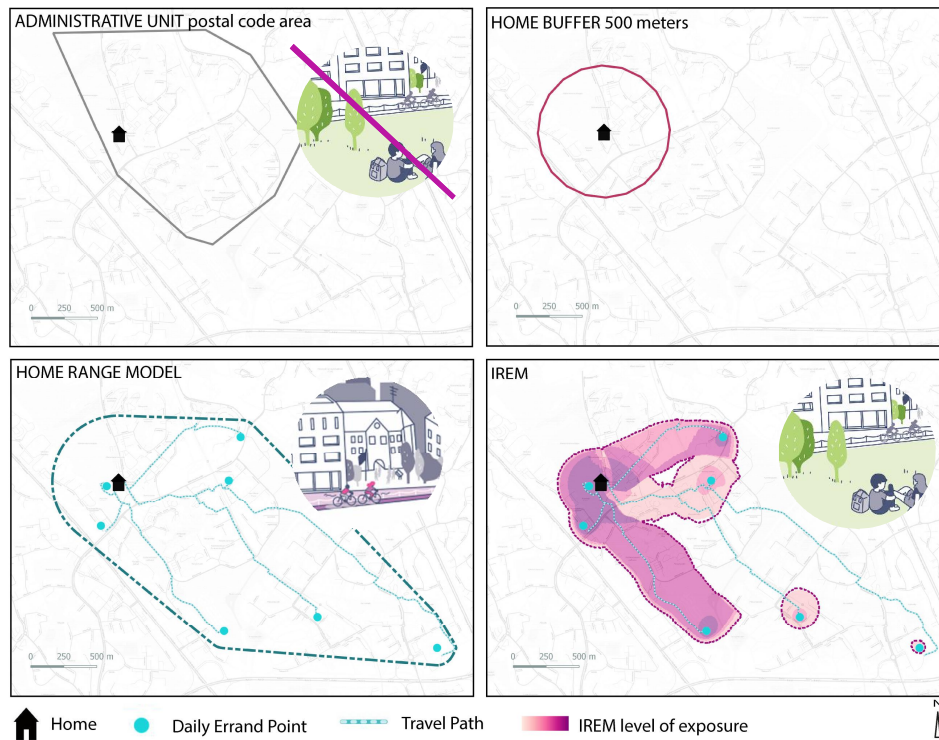 ADMINISTRATIVE UNIT postal code area
0 250 500 m
HOME BUFFER 500 meters
0 250 500 m
HOME RANGE MODEL
0 250 500 m
IREM
0 250 500 m
Home
Daily Errand Point
Travel Path
IREM level of exposure